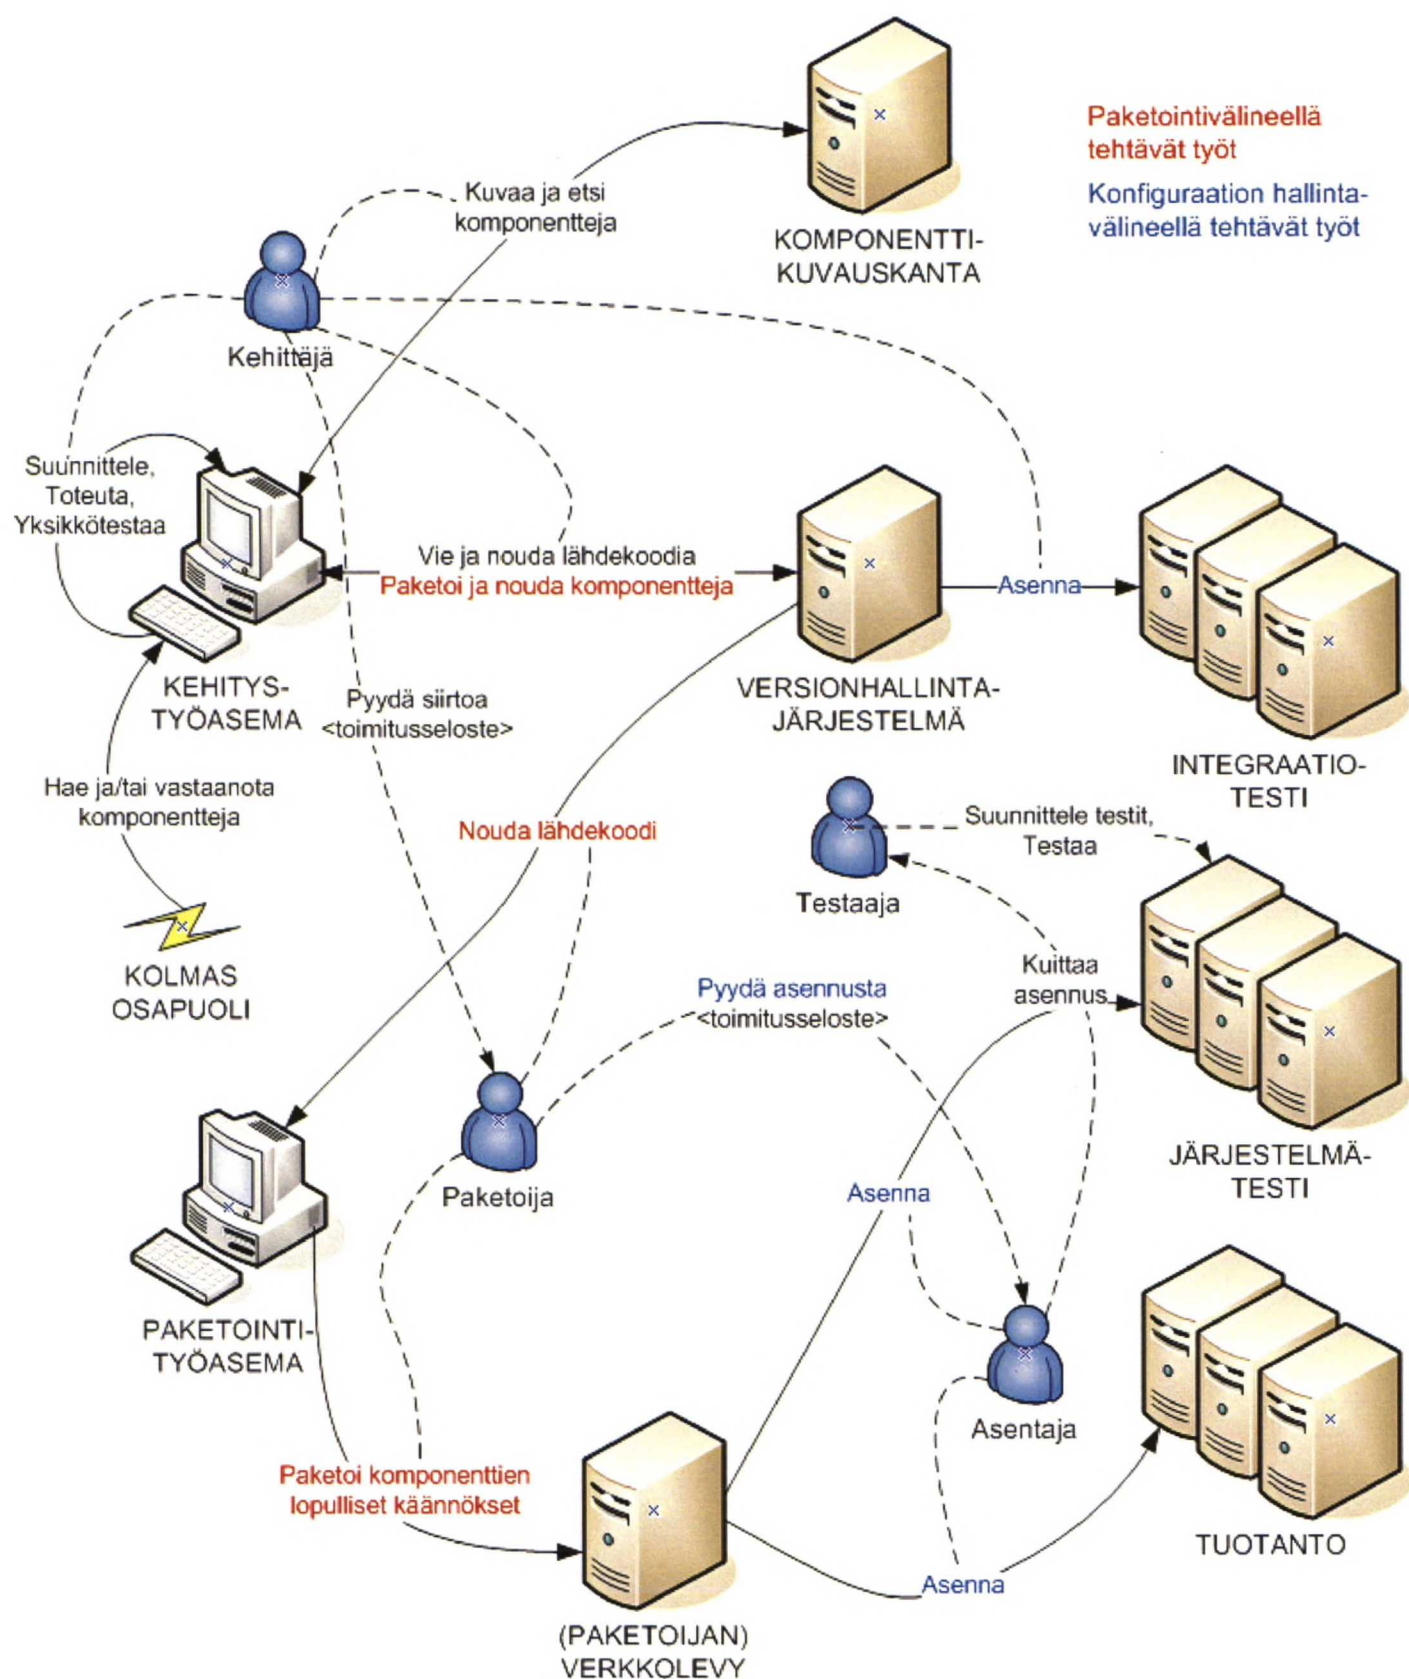 Paketointivälineellä
tehtävät työt
Konfiguraation hallinta-
välineellä tehtävät työt
Kuvaa ja etsi
komponentteja
KOMPONENTTI-
KUVAUSKANTA
Kehittäjä
Suunnittele,
Toteuta,
Yksikkötestaa
Vie ja nouda lähdekoodia
Paketoi ja nouda komponentteja
Asenna
KEHITYS-
TYÖASEMA
Pyydä siirtoa
<toimitusseloste>
VERSIONHALLINTA-
JÄRJESTELMÄ
INTEGRAATIO-
TESTI
Hae ja/tai vastaanota
komponentteja
Nouda lähdekoodi
Suunnittele testit,
Testaa
Testaaja
KOLMAS
OSAPUOLI
Pyydä asennusta
<toimitusseloste>
Kuittaa
asennus
Paketoija
Asenna
JÄRJESTELMÄ-
TESTI
PAKETOINTI-
TYÖASEMA
Asentaja
Paketoi komponenttien
lopulliset käännökset
TUOTANTO
Asenna
(PAKETOIJAN)
VERKKOLEVY